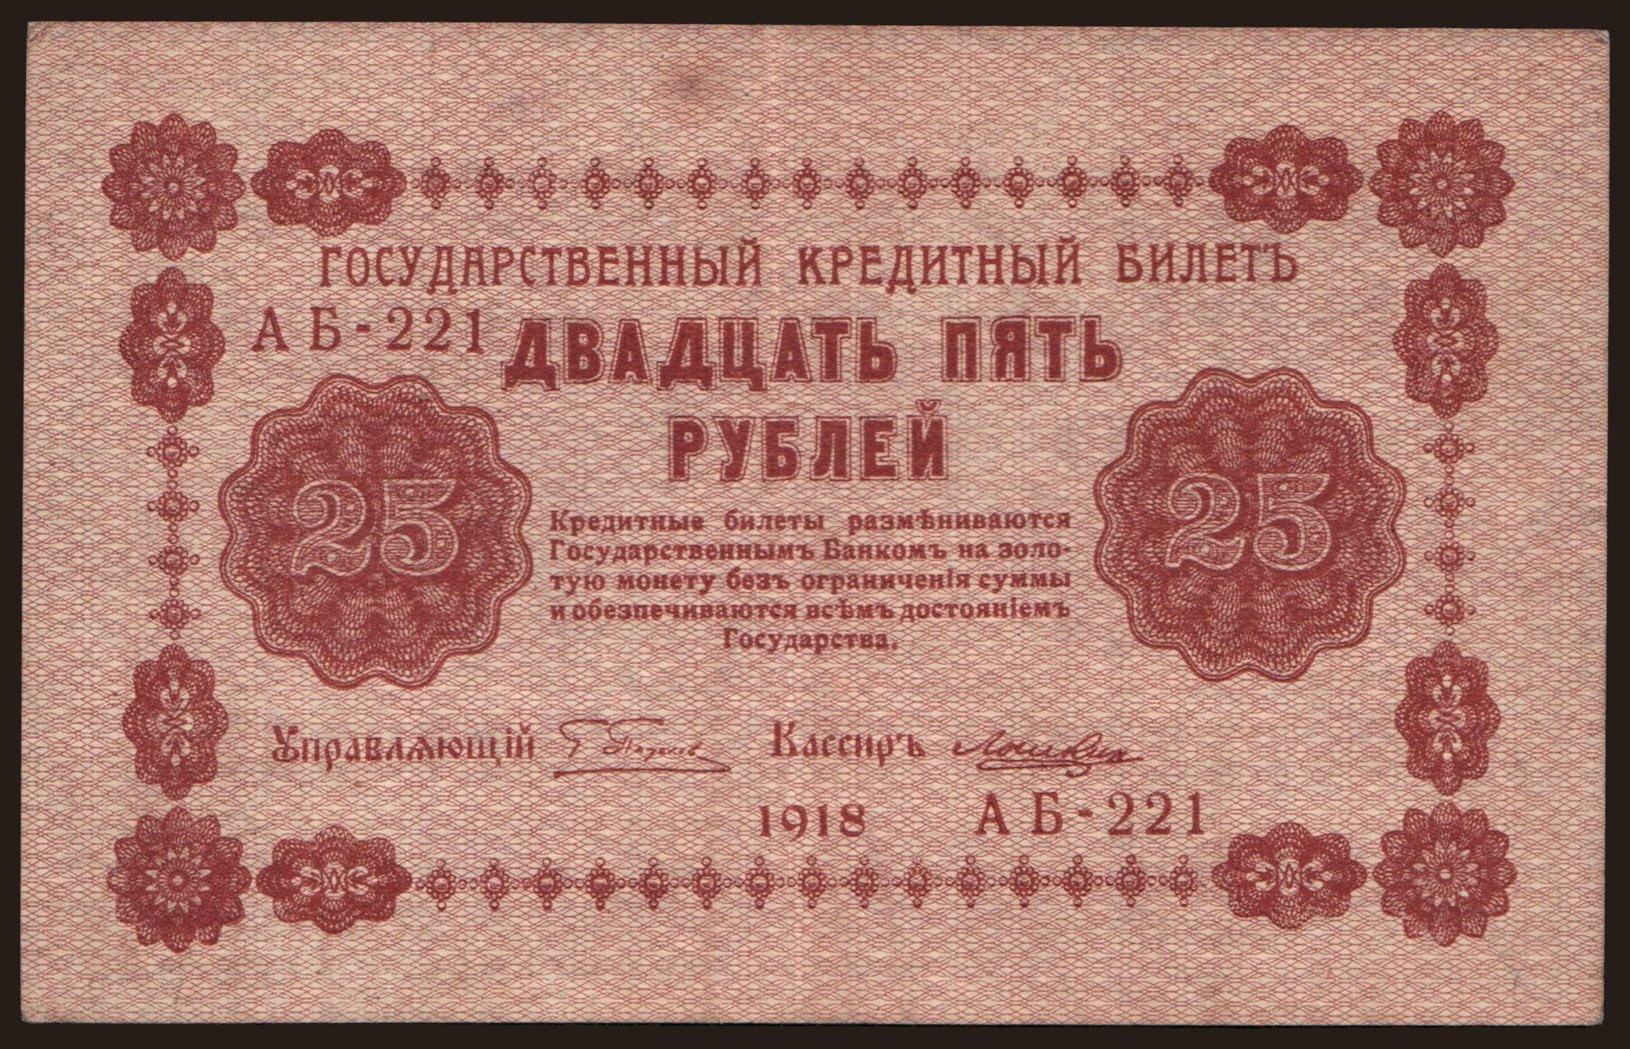 ГОСУДАРСТВЕННЫЙ КРЕДИТНЫЙ БИЛЕТЪ
АБ-221
ДВАДЦАТЬ ПЯТЬ
РУБЛЕЙ
25
25
Кредитные билеты размѣниваются
Государственнымъ Банкомъ на золо-
тую монету безъ ограниченія суммы
и обезпечиваются всѣмъ достояніемъ
Государства.
Управляющій
Кассиръ
1918
АБ-221